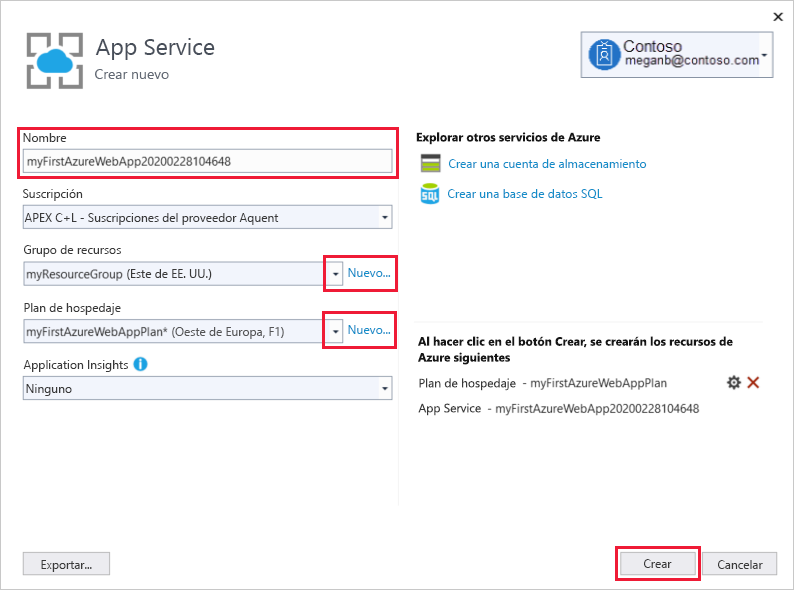 App Service
Crear nuevo
Contoso
meganb@contoso.com
Nombre
myFirstAzureWebApp20200228104648
Suscripción
APEX C+L - Suscripciones del proveedor Aquent
Grupo de recursos
myResourceGroup (Este de EE. UU.)
Nuevo...
Plan de hospedaje
myFirstAzureWebAppPlan* (Oeste de Europa, F1)
Nuevo...
Application Insights
Ninguno
Explorar otros servicios de Azure
Crear una cuenta de almacenamiento
SQL
Crear una base de datos SQL
Al hacer clic en el botón Crear, se crearán los recursos de
Azure siguientes
Plan de hospedaje - myFirstAzureWebAppPlan
App Service - myFirstAzureWebApp20200228104648
Exportar...
Crear
Cancelar